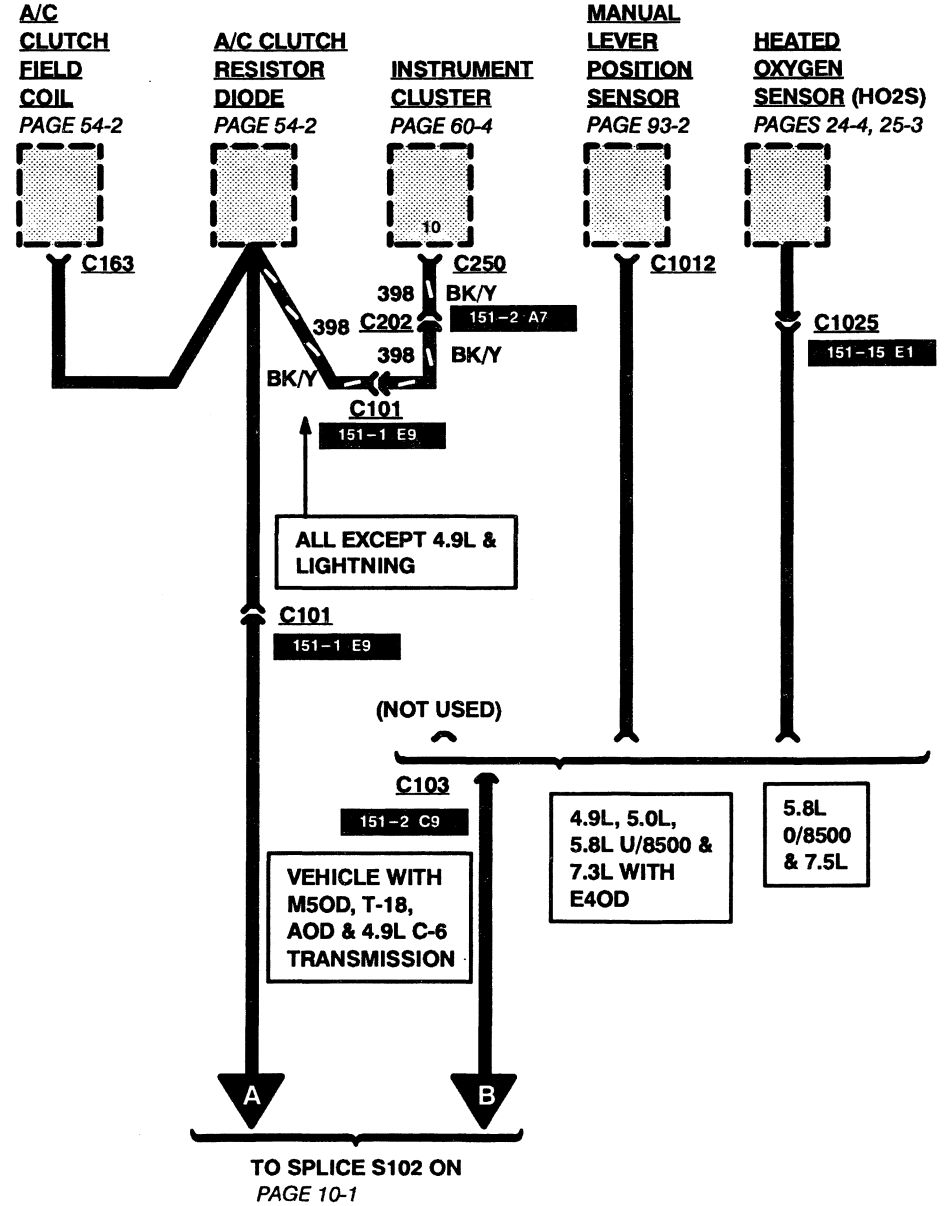 A/C
CLUTCH
FIELD
COIL
PAGE 54-2
A/C CLUTCH
RESISTOR
DIODE
PAGE 54-2
INSTRUMENT
CLUSTER
PAGE 60-4
MANUAL
LEVER
POSITION
SENSOR
PAGE 93-2
HEATED
OXYGEN
SENSOR (HO2S)
PAGES 24-4, 25-3
10
C163
C250
C1012
398
BK/Y
398
C202
151-2 A7
C1025
398
BK/Y
151-15 E1
BK/Y
C101
151-1 E9
ALL EXCEPT 4.9L &
LIGHTNING
C101
151-1 E9
(NOT USED)
C103
151-2 C9
VEHICLE WITH
M5OD, T-18,
AOD & 4.9L C-6
TRANSMISSION
4.9L, 5.0L,
5.8L U/8500 &
7.3L WITH
E4OD
5.8L
0/8500
& 7.5L
A
B
TO SPLICE S102 ON
PAGE 10-1